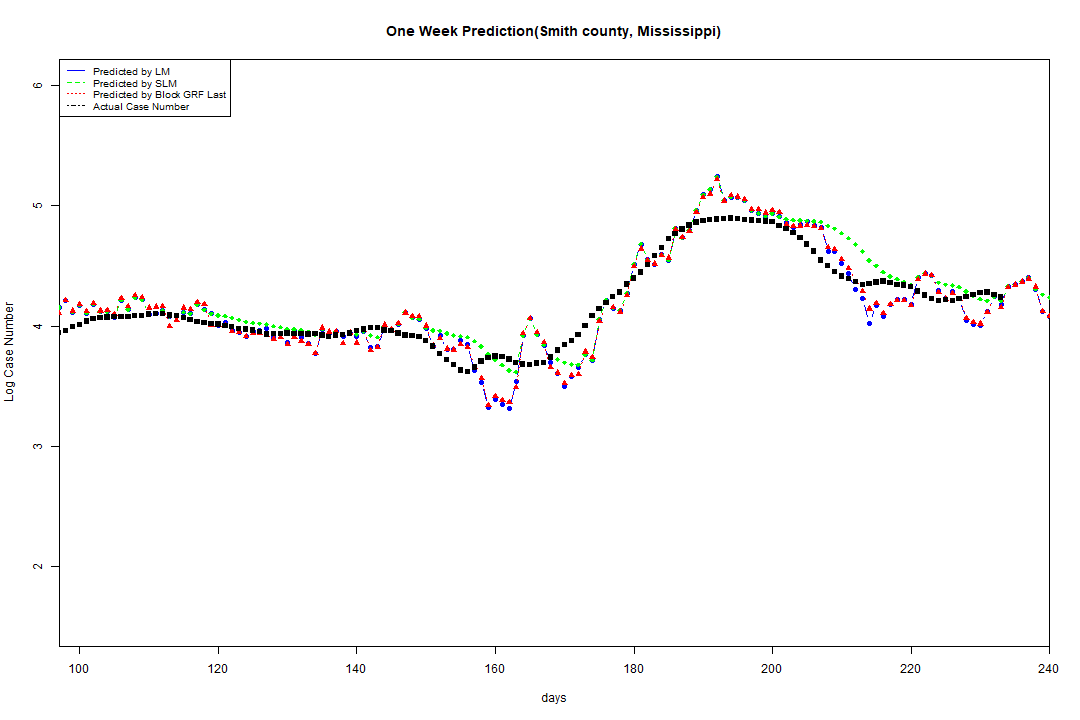 One Week Prediction(Smith county, Mississippi)
Predicted by LM
Predicted by SLM
Predicted by Block GRF Last
Actual Case Number
6
5
4
3
2
Log Case Number
100 120 140 160 180 200 220 240
days